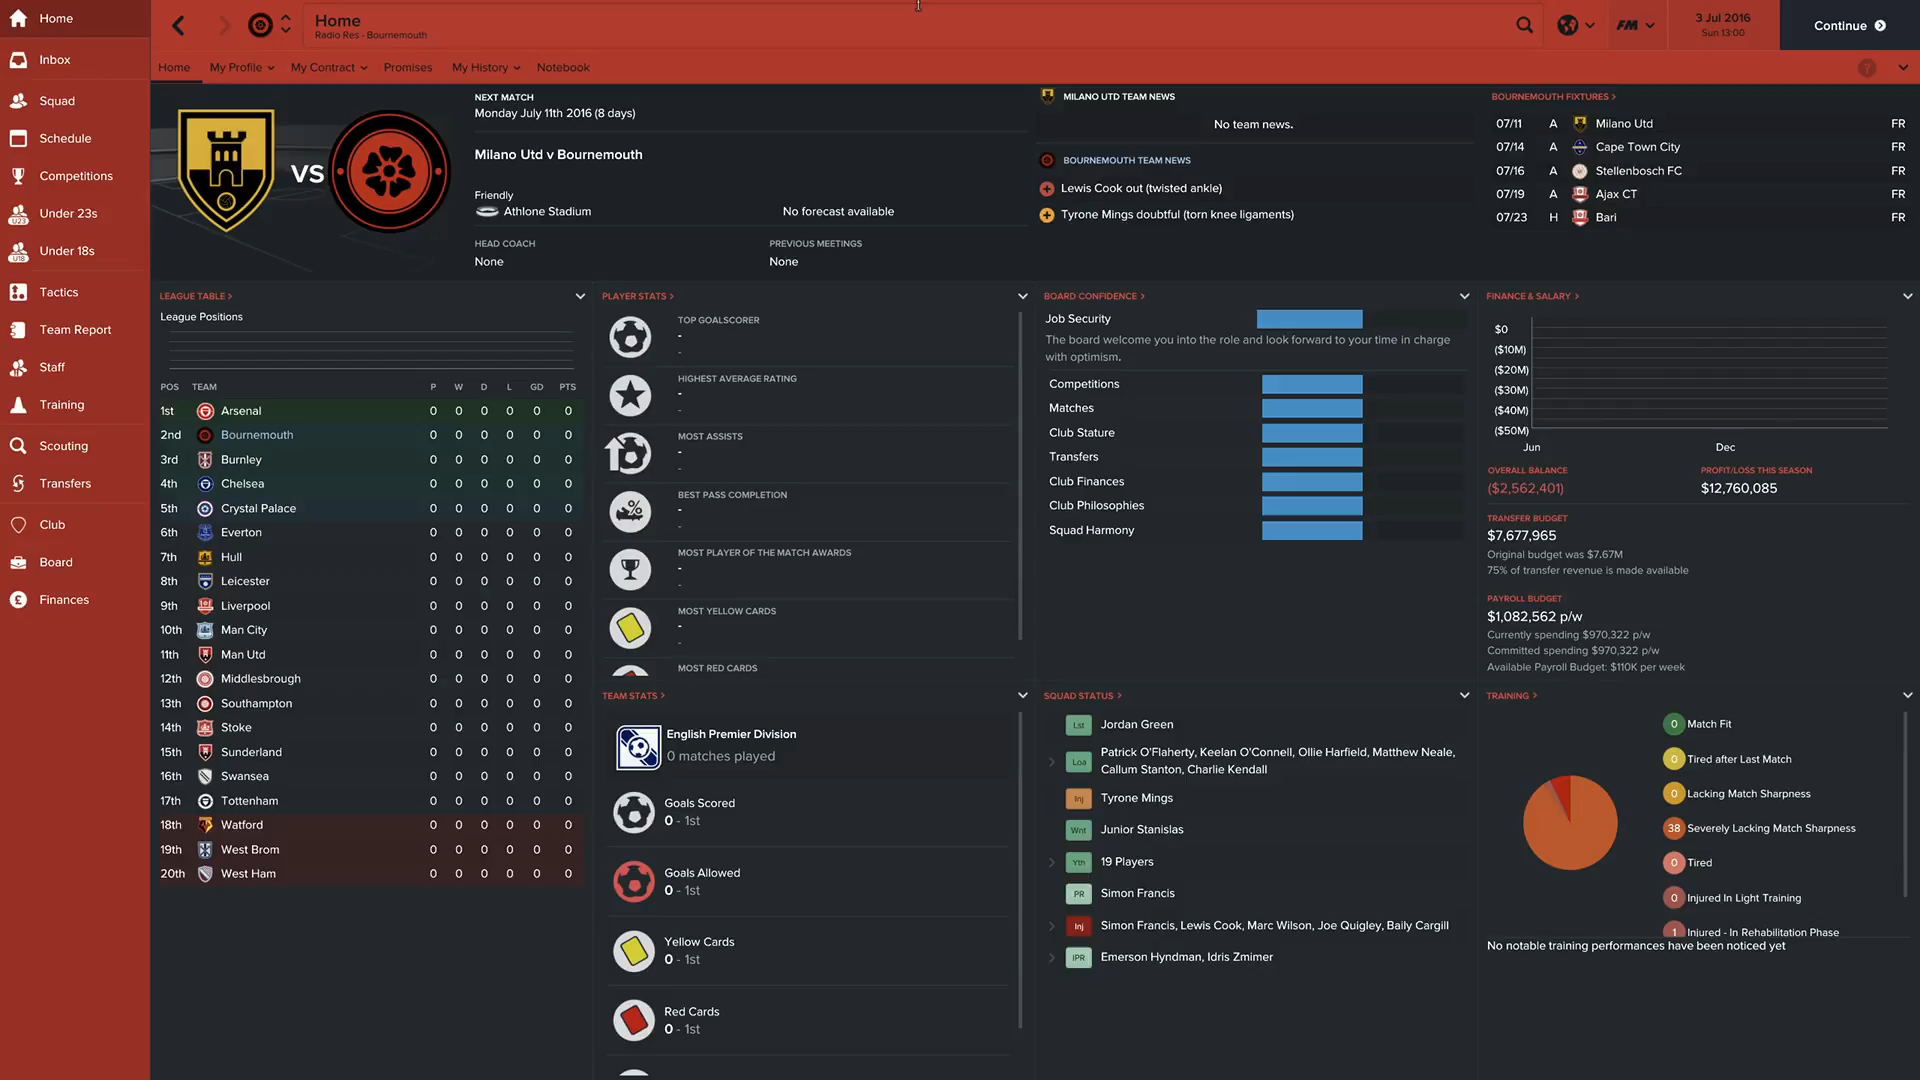 Home
Inbox
Squad
Schedule
Competitions
Under 23s
U23
Under 18s
U18
Tactics
Team Report
Staff
Training
Scouting
Transfers
Club
Board
Finances
Home
Radio Res - Bournemouth
FM
3 Jul 2016
Sun 13:00
Continue
Home My Profile My Contract Promises My History Notebook
?
VS
NEXT MATCH
Monday July 11th 2016 (8 days)
Milano Utd v Bournemouth
Friendly
Athlone Stadium No forecast available
HEAD COACH PREVIOUS MEETINGS
None None
MILANO UTD TEAM NEWS
No team news.
BOURNEMOUTH TEAM NEWS
Lewis Cook out (twisted ankle)
Tyrone Mings doubtful (torn knee ligaments)
BOURNEMOUTH FIXTURES >
07/11 A Milano Utd FR
07/14 A Cape Town City FR
07/16 A Stellenbosch FC FR
07/19 A Ajax CT FR
07/23 H Bari FR
LEAGUE TABLE >
League Positions
POS TEAM P W D L GD PTS
1st Arsenal 0 0 0 0 0 0
2nd Bournemouth 0 0 0 0 0 0
3rd Burnley 0 0 0 0 0 0
4th Chelsea 0 0 0 0 0 0
5th Crystal Palace 0 0 0 0 0 0
6th Everton 0 0 0 0 0 0
7th Hull 0 0 0 0 0 0
8th Leicester 0 0 0 0 0 0
9th Liverpool 0 0 0 0 0 0
10th Man City 0 0 0 0 0 0
11th Man Utd 0 0 0 0 0 0
12th Middlesbrough 0 0 0 0 0 0
13th Southampton 0 0 0 0 0 0
14th Stoke 0 0 0 0 0 0
15th Sunderland 0 0 0 0 0 0
16th Swansea 0 0 0 0 0 0
17th Tottenham 0 0 0 0 0 0
18th Watford 0 0 0 0 0 0
19th West Brom 0 0 0 0 0 0
20th West Ham 0 0 0 0 0 0
PLAYER STATS >
TOP GOALSCORER
-
-
HIGHEST AVERAGE RATING
-
-
MOST ASSISTS
-
-
BEST PASS COMPLETION
%
-
-
MOST PLAYER OF THE MATCH AWARDS
-
-
MOST YELLOW CARDS
-
-
MOST RED CARDS
TEAM STATS >
English Premier Division
0 matches played
Goals Scored
0 - 1st
Goals Allowed
0 - 1st
Yellow Cards
0 - 1st
Red Cards
0 - 1st
BOARD CONFIDENCE >
Job Security
The board welcome you into the role and look forward to your time in charge
with optimism.
Competitions
Matches
Club Stature
Transfers
Club Finances
Club Philosophies
Squad Harmony
SQUAD STATUS >
Lst Jordan Green
Loa Patrick O'Flaherty, Keelan O'Connell, Ollie Harfield, Matthew Neale,
Callum Stanton, Charlie Kendall
Inj Tyrone Mings
Wnt Junior Stanislas
Yth 19 Players
PR Simon Francis
Inj Simon Francis, Lewis Cook, Marc Wilson, Joe Quigley, Baily Cargill
IPR Emerson Hyndman, Idris Zmimer
FINANCE & SALARY >
$0
($10M)
($20M)
($30M)
($40M)
($50M)
Jun Dec
OVERALL BALANCE PROFIT/LOSS THIS SEASON
($2,562,401) $12,760,085
TRANSFER BUDGET
$7,677,965
Original budget was $7.67M
75% of transfer revenue is made available
PAYROLL BUDGET
$1,082,562 p/w
Currently spending $970,322 p/w
Committed spending $970,322 p/w
Available Payroll Budget: $110K per week
TRAINING >
0 Match Fit
0 Tired after Last Match
0 Lacking Match Sharpness
38 Severely Lacking Match Sharpness
0 Tired
0 Injured In Light Training
1 Injured - In Rehabilitation Phase
No notable training performances have been noticed yet